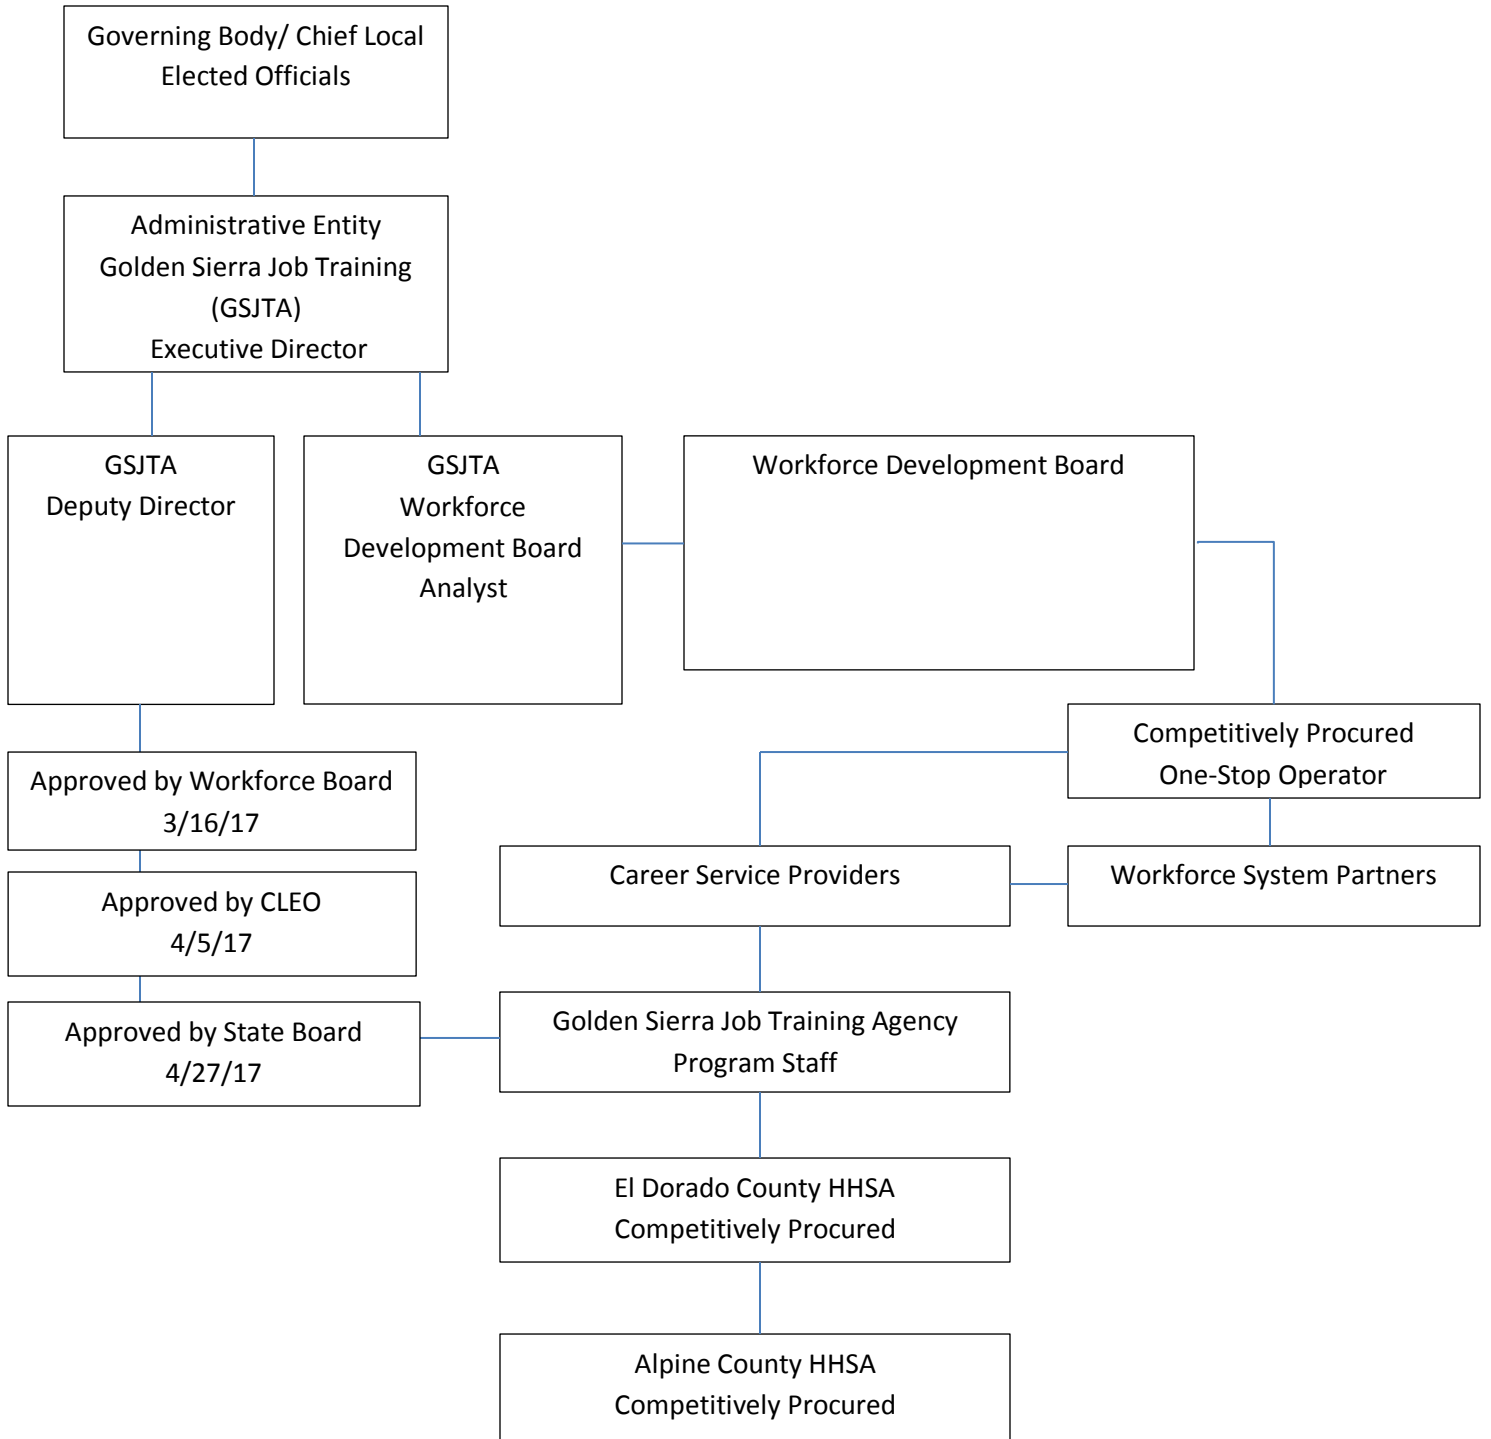 Governing Body/ Chief Local
Elected Officials
Administrative Entity
Golden Sierra Job Training
(GSJTA)
Executive Director
GSJTA
Deputy Director
GSJTA
Workforce
Development Board
Analyst
Workforce Development Board
Competitively Procured
One-Stop Operator
Approved by Workforce Board
3/16/17
Career Service Providers
Workforce System Partners
Approved by CLEO
4/5/17
Approved by State Board
4/27/17
Golden Sierra Job Training Agency
Program Staff
El Dorado County HHSA
Competitively Procured
Alpine County HHSA
Competitively Procured